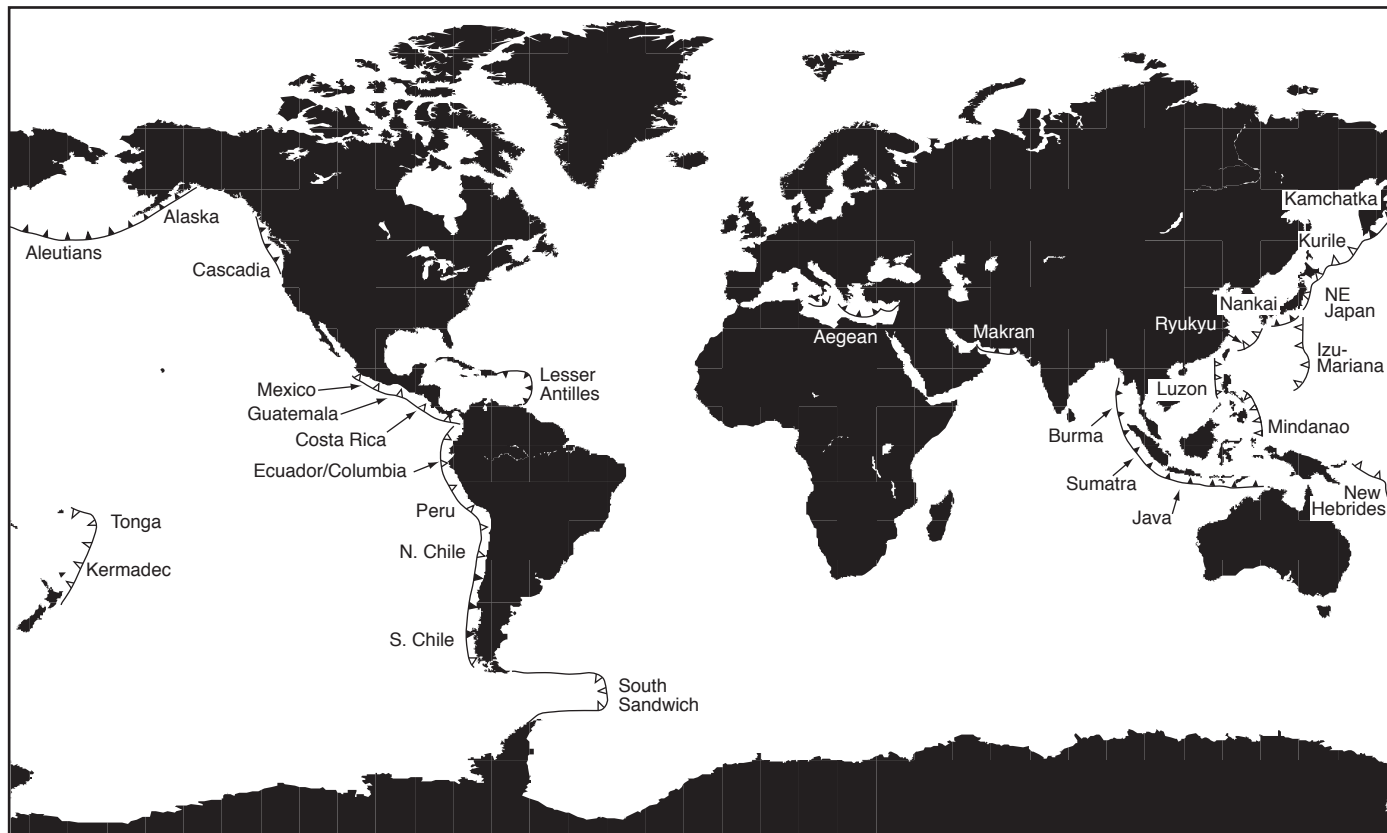 Alaska
Aleutians
Cascadia
Mexico
Guatemala
Costa Rica
Ecuador/Columbia
Lesser
Antilles
Peru
N. Chile
S. Chile
Tonga
Kermadec
South
Sandwich
Aegean
Makran
Kamchatka
Kurile
Nankai
NE
Japan
Ryukyu
Izu-
Mariana
Luzon
Mindanao
Burma
Sumatra
Java
New
Hebrides